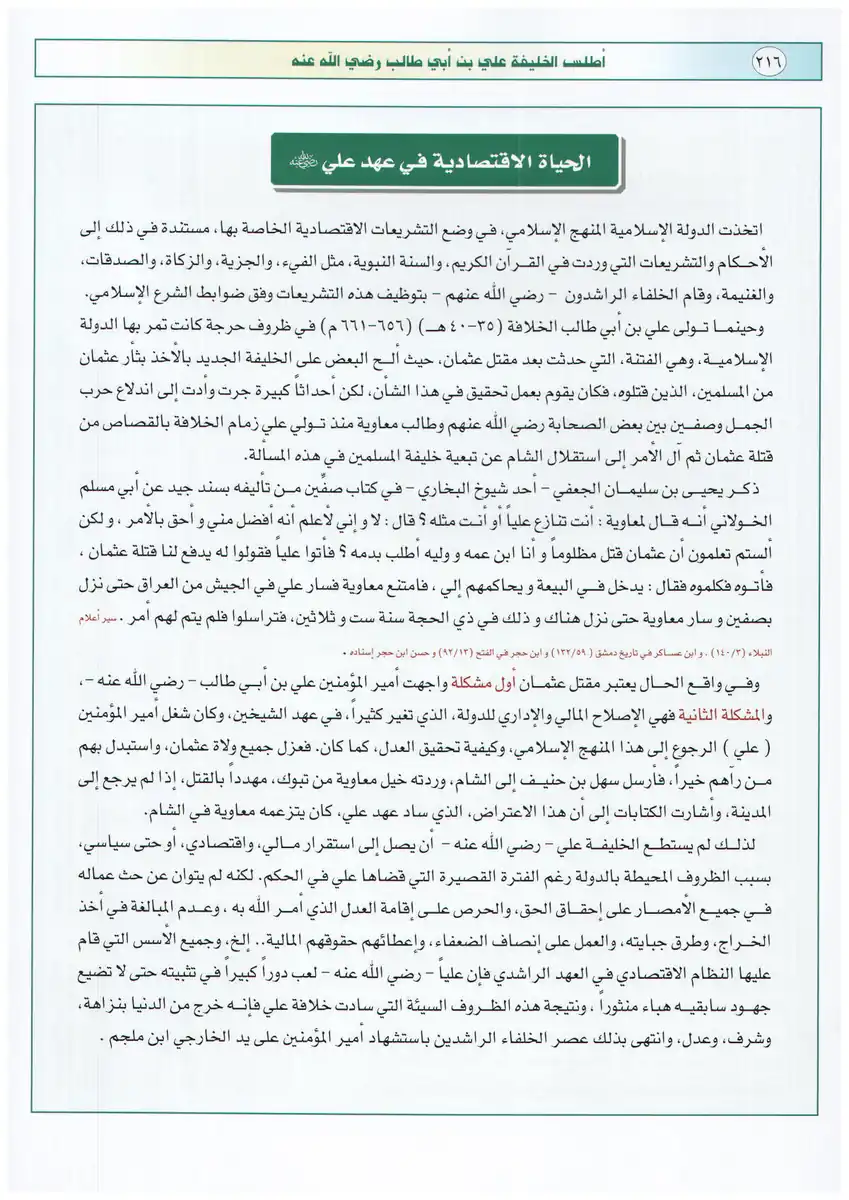 ٢١٦
أطلس الخليفة علي بن أبي طالب رضي الله عنه
الحياة الاقتصادية في عهد علي رضي الله عنه
اتخذت الدولة الإسلامية المنهج الإسلامي، في وضع التشريعات الاقتصادية الخاصة بها، مستندة في ذلك إلى
الأحكام والتشريعات التي وردت في القرآن الكريم، والسنة النبوية، مثل الفيء، والجزية، والزكاة، والصدقات،
والغنيمة، وقام الخلفاء الراشدون - رضي الله عنهم - بتوظيف هذه التشريعات وفق ضوابط الشرع الإسلامي.
وحينما تولى علي بن أبي طالب الخلافة (٣٥-٤٠ هـ) (٦٥٦-٦٦١ م) في ظروف حرجة كانت تمر بها الدولة
الإسلامية، وهي الفتنة، التي حدثت بعد مقتل عثمان، حيث ألح البعض على الخليفة الجديد بالأخذ بثأر عثمان
من المسلمين، الذين قتلوه، فكان يقوم بعمل تحقيق في هذا الشأن، لكن أحداثاً كبيرة جرت وأدت إلى اندلاع حرب
الجمل وصفين بين بعض الصحابة رضي الله عنهم وطالب معاوية منذ تولي علي زمام الخلافة بالقصاص من
قتلة عثمان ثم آل الأمر إلى استقلال الشام عن تبعية خليفة المسلمين في هذه المسألة.
ذكر يحيى بن سليمان الجعفي - أحد شيوخ البخاري - في كتاب صفِّين من تأليفه بسند جيد عن أبي مسلم
الخولاني أنه قال لمعاوية : أنت تنازع علياً أو أنت مثله ؟ قال : لا و إني لأعلم أنه أفضل مني و أحق بالأمر ، و لكن
ألستم تعلمون أن عثمان قتل مظلوماً و أنا ابن عمه و وليه أطلب بدمه ؟ فأتوا علياً فقولوا له يدفع لنا قتلة عثمان ،
فأتوه فكلموه فقال : يدخل في البيعة و يحاكمهم إلي ، فامتنع معاوية فسار علي في الجيش من العراق حتى نزل
بصفين و سار معاوية حتى نزل هناك و ذلك في ذي الحجة سنة ست و ثلاثين، فتراسلوا فلم يتم لهم أمر . سير أعلام
النبلاء (١٤٠/٣) ، و ابن عساكر في تاريخ دمشق (١٣٢/٥٩) و ابن حجر في الفتح (٩٢/١٣) و حسن ابن حجر إسناده .
وفي واقع الحال يعتبر مقتل عثمان أول مشكلة واجهت أمير المؤمنين علي بن أبي طالب - رضي الله عنه -،
والمشكلة الثانية فهي الإصلاح المالي والإداري للدولة، الذي تغير كثيراً، في عهد الشيخين، وكان شغل أمير المؤمنين
( علي ) الرجوع إلى هذا المنهج الإسلامي، وكيفية تحقيق العدل، كما كان. فعزل جميع ولاة عثمان، واستبدل بهم
من رآهم خيراً، فأرسل سهل بن حنيف إلى الشام، وردته خيل معاوية من تبوك، مهدداً بالقتل، إذا لم يرجع إلى
المدينة، وأشارت الكتابات إلى أن هذا الاعتراض، الذي ساد عهد علي، كان يتزعمه معاوية في الشام.
لذلك لم يستطع الخليفة علي - رضي الله عنه - أن يصل إلى استقرار مالي، واقتصادي، أو حتى سياسي،
بسبب الظروف المحيطة بالدولة رغم الفترة القصيرة التي قضاها علي في الحكم. لكنه لم يتوان عن حث عماله
في جميع الأمصار على إحقاق الحق، والحرص على إقامة العدل الذي أمر الله به ، وعدم المبالغة في أخذ
الخراج، وطرق جبايته، والعمل على إنصاف الضعفاء، وإعطائهم حقوقهم المالية.. إلخ، وجميع الأسس التي قام
عليها النظام الاقتصادي في العهد الراشدي فإن علياً - رضي الله عنه - لعب دوراً كبيراً في تثبيته حتى لا تضيع
جهود سابقيه هباء منثوراً ، ونتيجة هذه الظروف السيئة التي سادت خلافة علي فإنه خرج من الدنيا بنزاهة،
وشرف، وعدل، وانتهى بذلك عصر الخلفاء الراشدين باستشهاد أمير المؤمنين على يد الخارجي ابن ملجم .